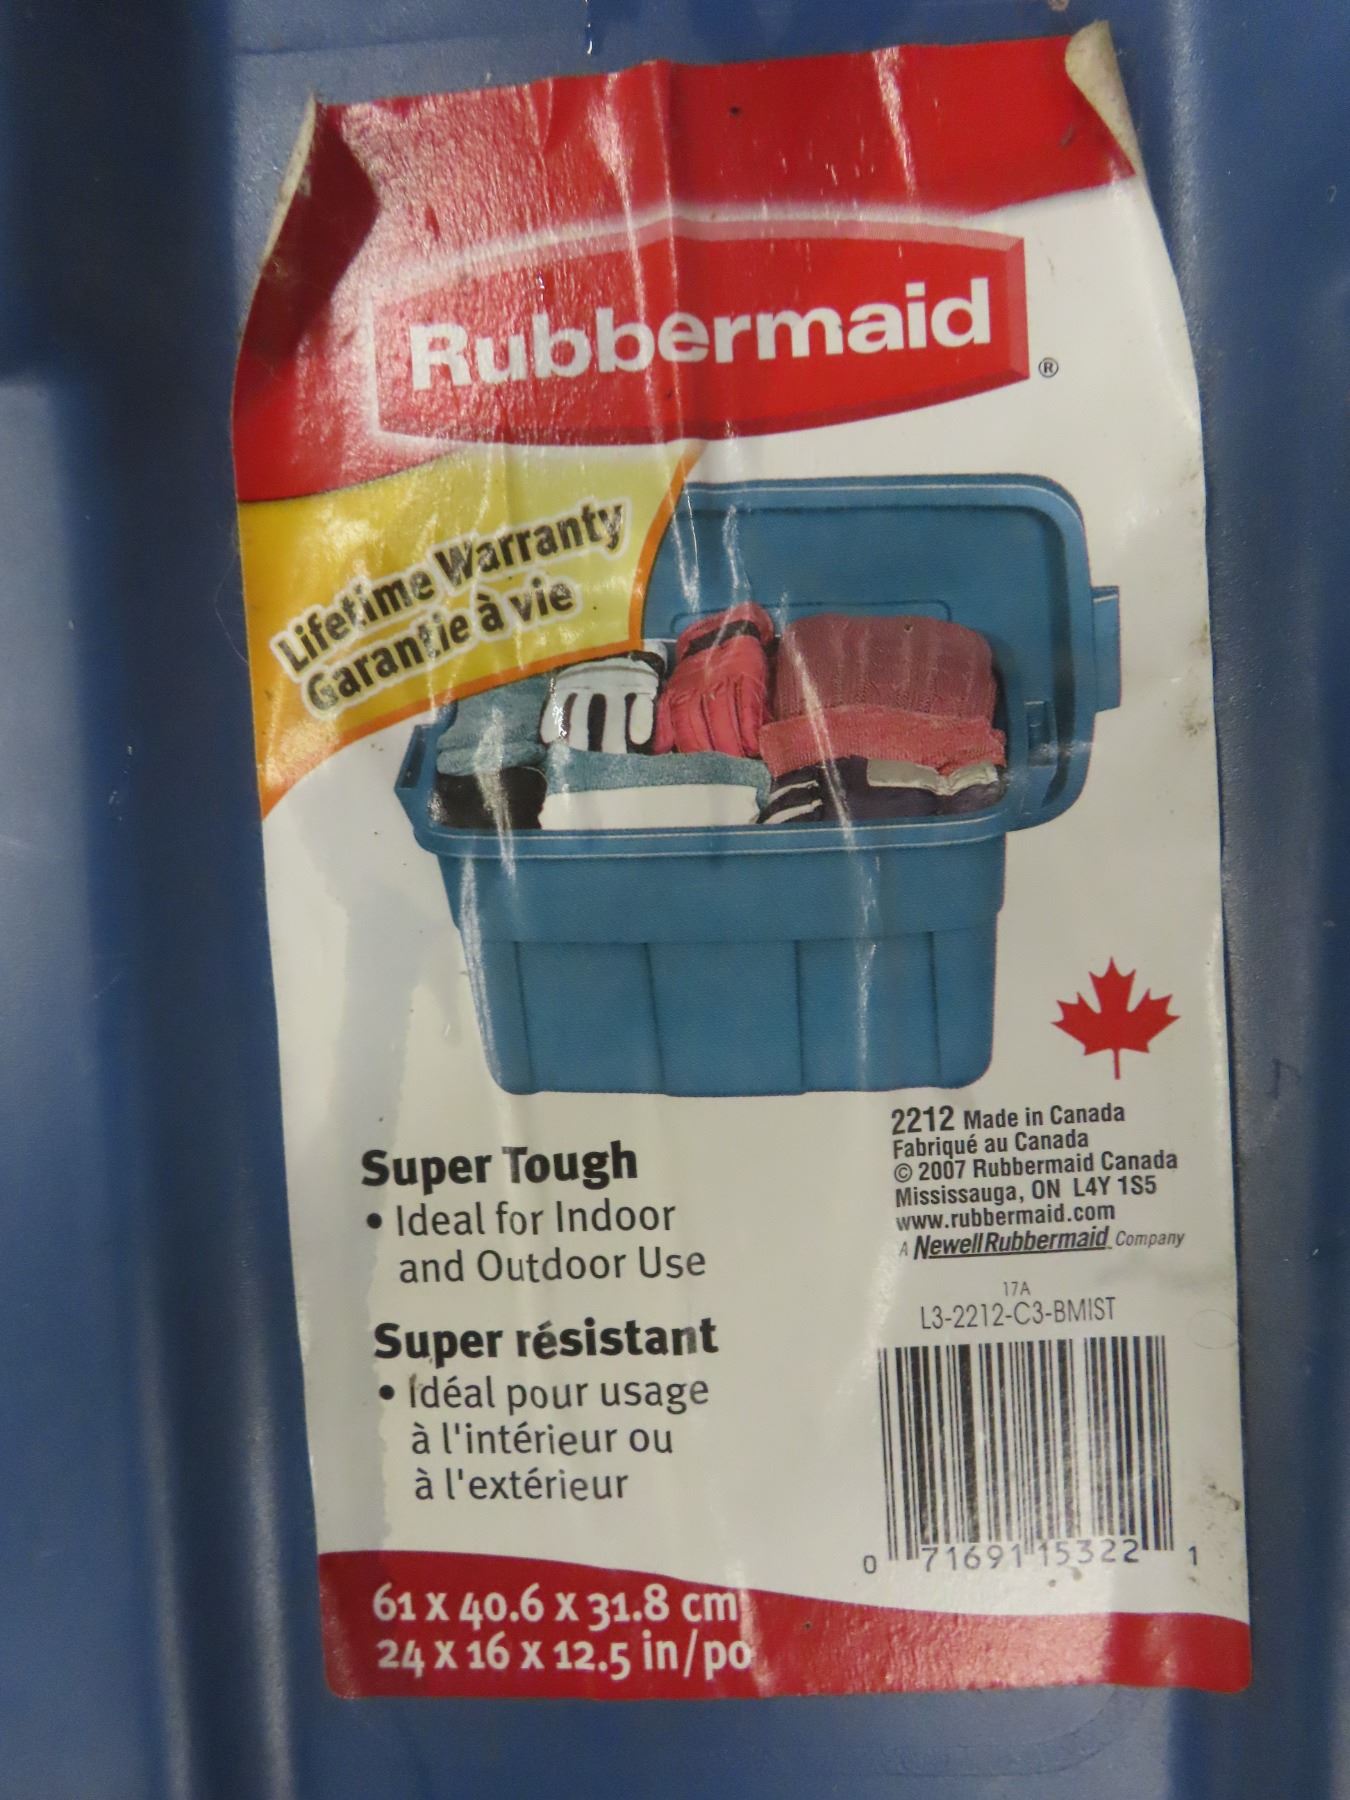 Rubbermaid®
Lifetime Warranty
Garantie à vie
Super Tough
• Ideal for Indoor
and Outdoor Use
Super résistant
• Idéal pour usage
à l'intérieur ou
à l'extérieur
2212 Made in Canada
Fabriqué au Canada
© 2007 Rubbermaid Canada
Mississauga, ON L4Y 1S5
www.rubbermaid.com
A NewellRubbermaid Company
17A
L3-2212-C3-BMIST
0 71691 15322 1
61 x 40.6 x 31.8 cm
24 x 16 x 12.5 in/po